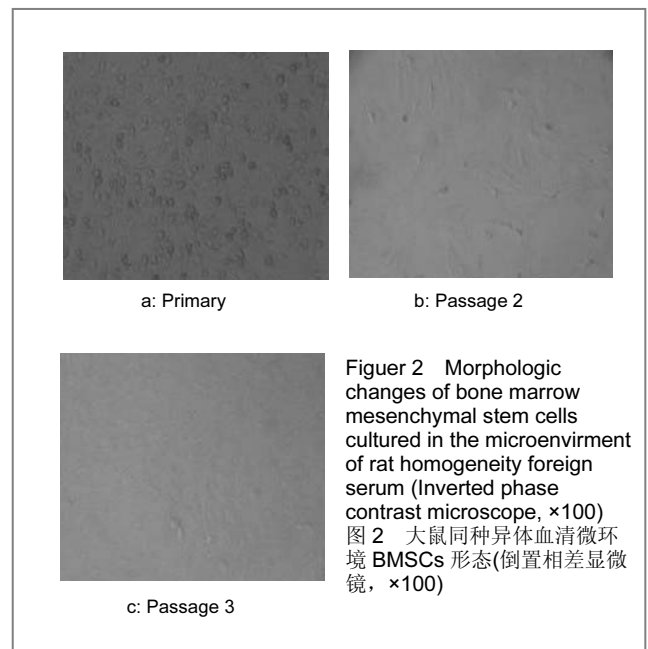 a: Primary
b: Passage 2
c: Passage 3
Figuer 2 Morphologic
changes of bone marrow
mesenchymal stem cells
cultured in the microenvirment
of rat homogeneity foreign
serum (Inverted phase
contrast microscope, ×100)
图 2 大鼠同种异体血清微环
境 BMSCs 形态(倒置相差显微
镜，×100)